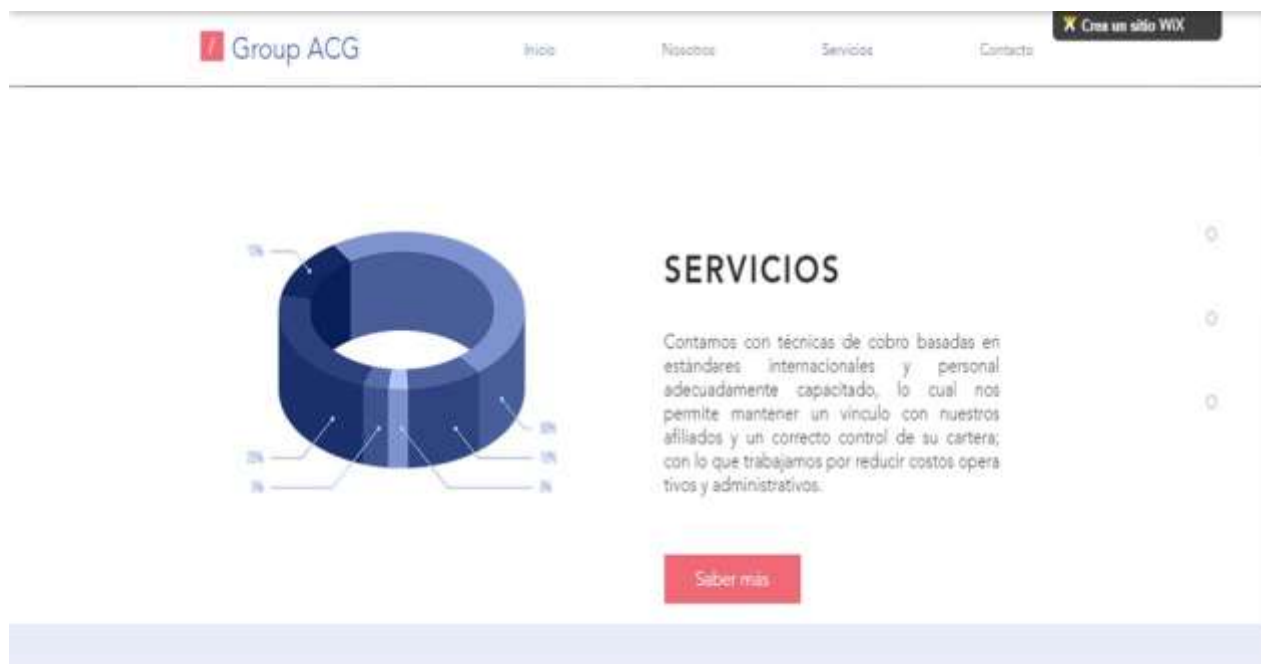 Crea un sitio WiX
Group ACG
Inicio
Nosotros
Servicios
Contacto
SERVICIOS
Contamos con técnicas de cobro basadas en
estándares internacionales y personal
adecuadamente capacitado, lo cual nos
permite mantener un vínculo con nuestros
afiliados y un correcto control de su cartera;
con lo que trabajamos por reducir costos opera
tivos y administrativos.
Saber más